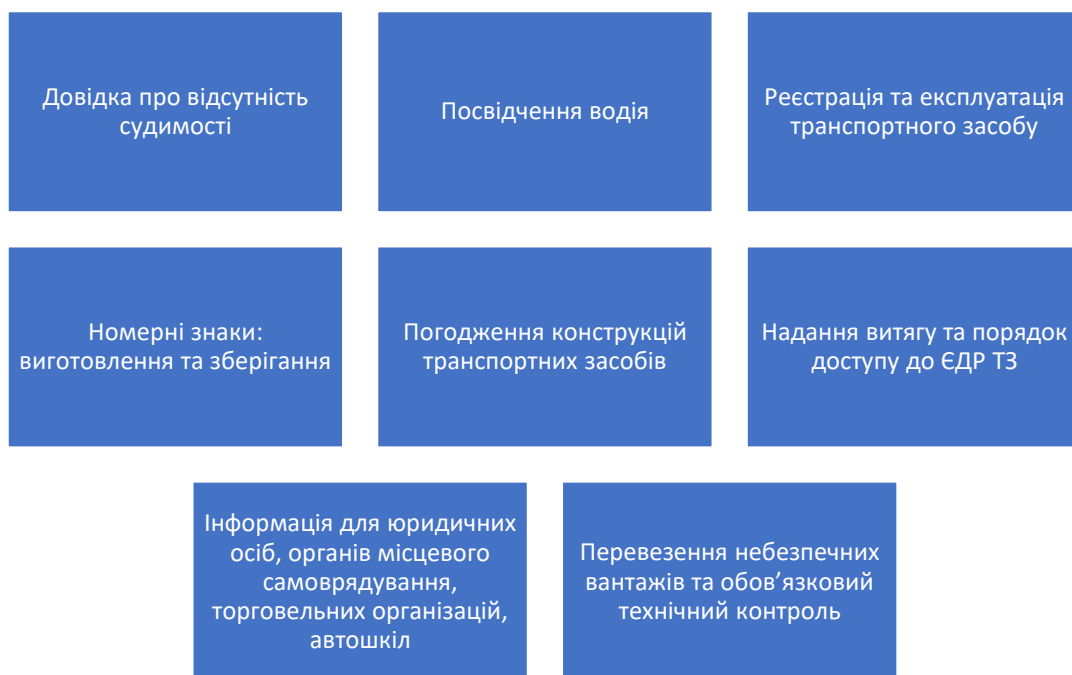 Довідка про відсутність
судимості
Посвідчення водія
Реєстрація та експлуатація
транспортного засобу
Номерні знаки:
виготовлення та зберігання
Погодження конструкцій
транспортних засобів
Надання витягу та порядок
доступу до ЄДР ТЗ
Інформація для юридичних
осіб, органів місцевого
самоврядування,
торговельних організацій,
автошкіл
Перевезення небезпечних
вантажів та обов’язковий
технічний контроль